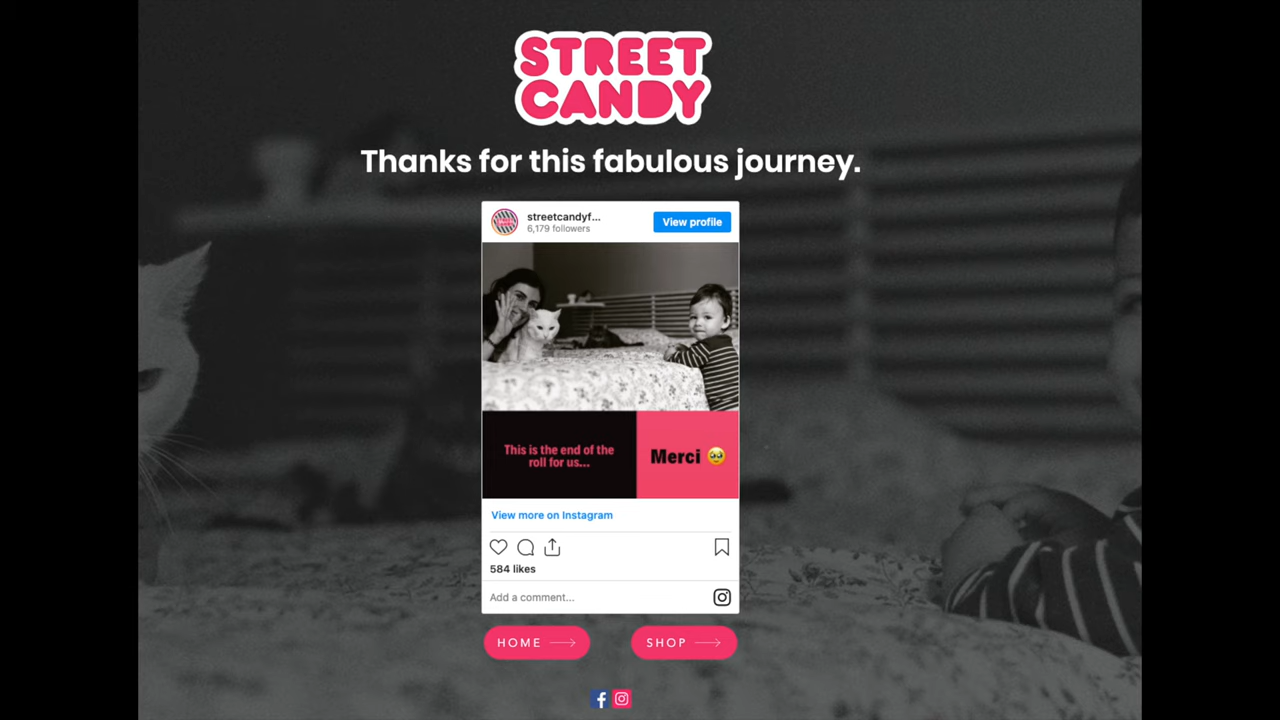 STREET
CANDY
Thanks for this fabulous journey.
streetcandyf...
6,179 followers
View profile
This is the end of the
roll for us...
Merci 🥹
View more on Instagram
584 likes
Add a comment...
HOME
SHOP